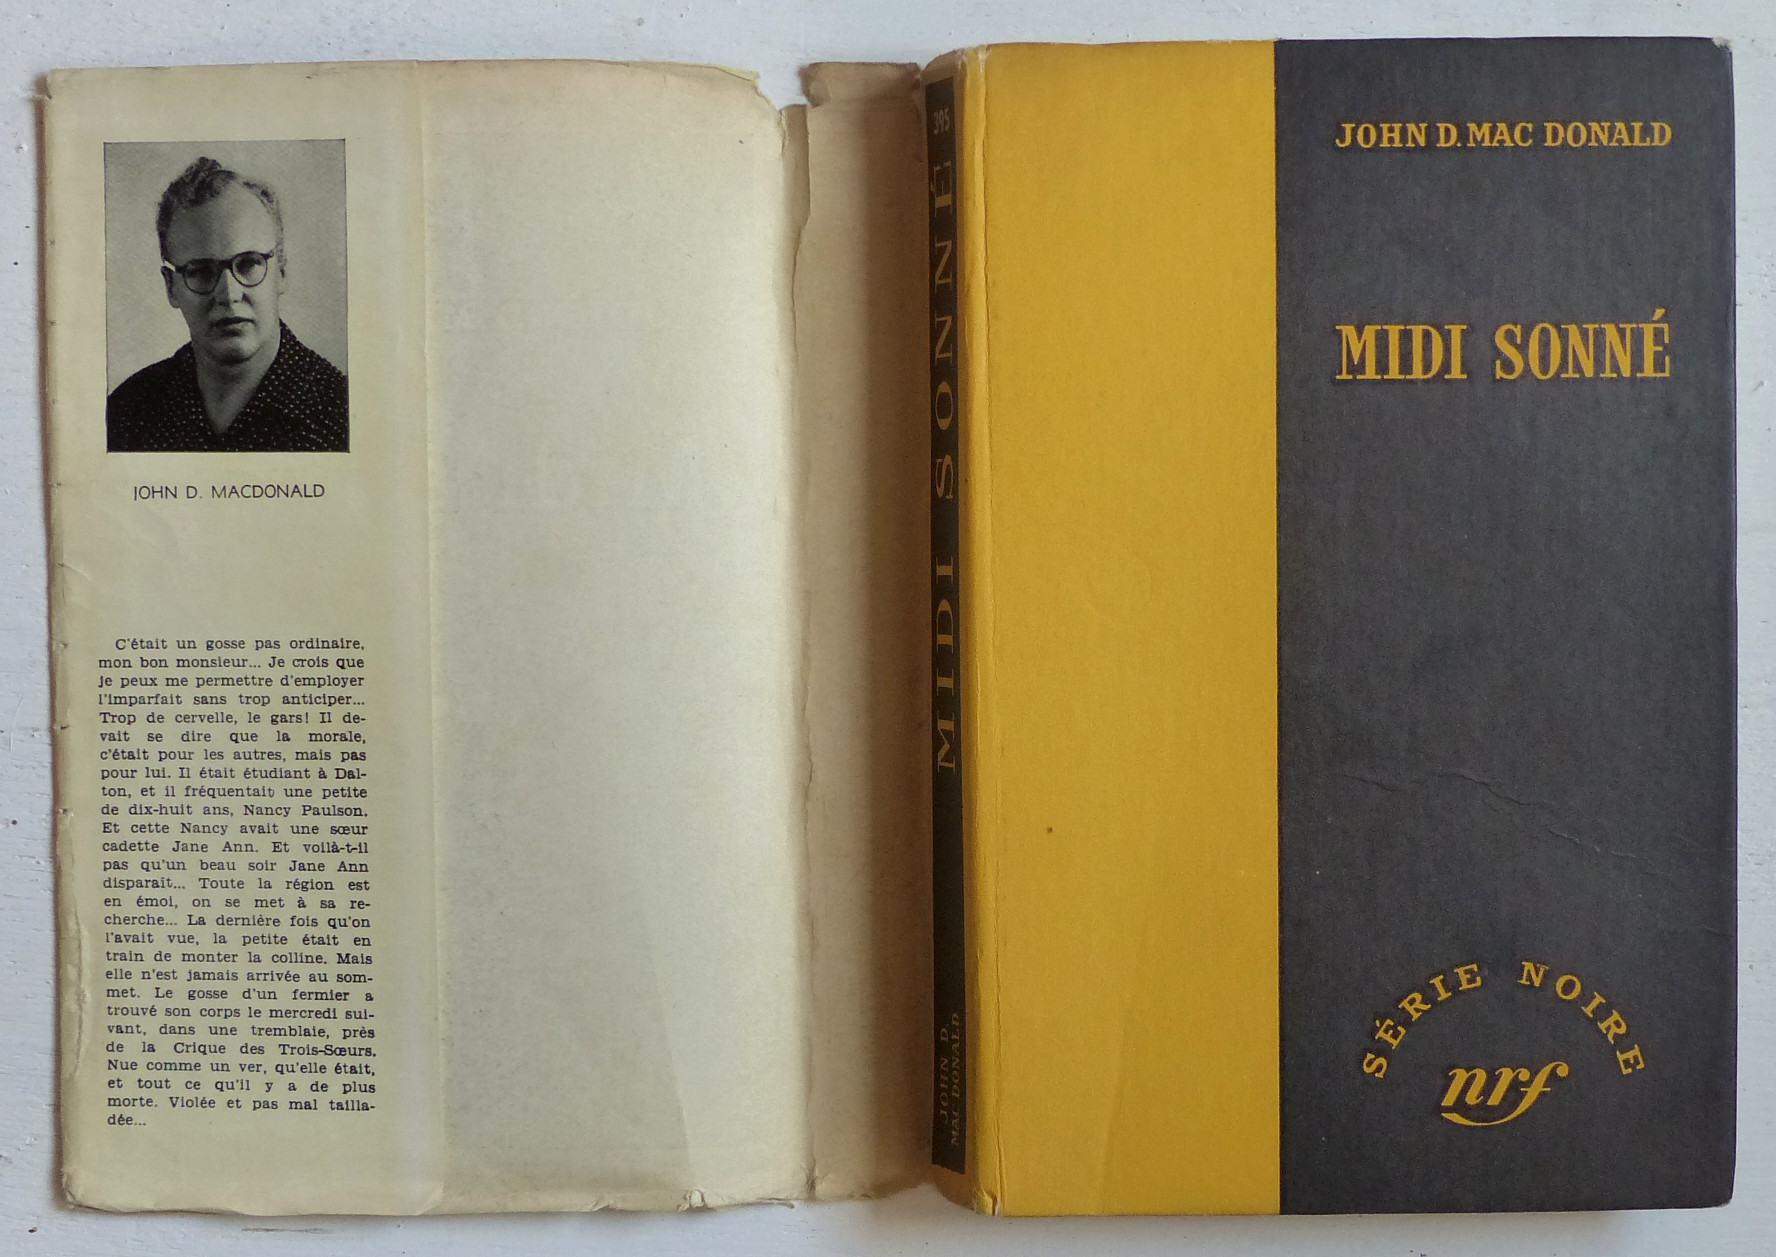 JOHN D. MACDONALD
C'était un gosse pas ordinaire,
mon bon monsieur... Je crois que
je peux me permettre d'employer
l'imparfait sans trop anticiper...
Trop de cervelle, le gars! Il de-
vait se dire que la morale,
c'était pour les autres, mais pas
pour lui. Il était étudiant à Dal-
ton, et il fréquentait une petite
de dix-huit ans, Nancy Paulson.
Et cette Nancy avait une sœur
cadette Jane Ann. Et voilà-t-il
pas qu'un beau soir Jane Ann
disparaît... Toute la région est
en émoi, on se met à sa re-
cherche... La dernière fois qu'on
l'avait vue, la petite était en
train de monter la colline. Mais
elle n'est jamais arrivée au som-
met. Le gosse d'un fermier a
trouvé son corps le mercredi sui-
vant, dans une tremblaie, près
de la Crique des Trois-Sœurs.
Nue comme un ver, qu'elle était,
et tout ce qu'il y a de plus
morte. Violée et pas mal tailla-
dée...
395
MIDI SONNÉ
JOHN D.
MAC DONALD
JOHN D. MAC DONALD
MIDI SONNÉ
SÉRIE NOIRE
nrf